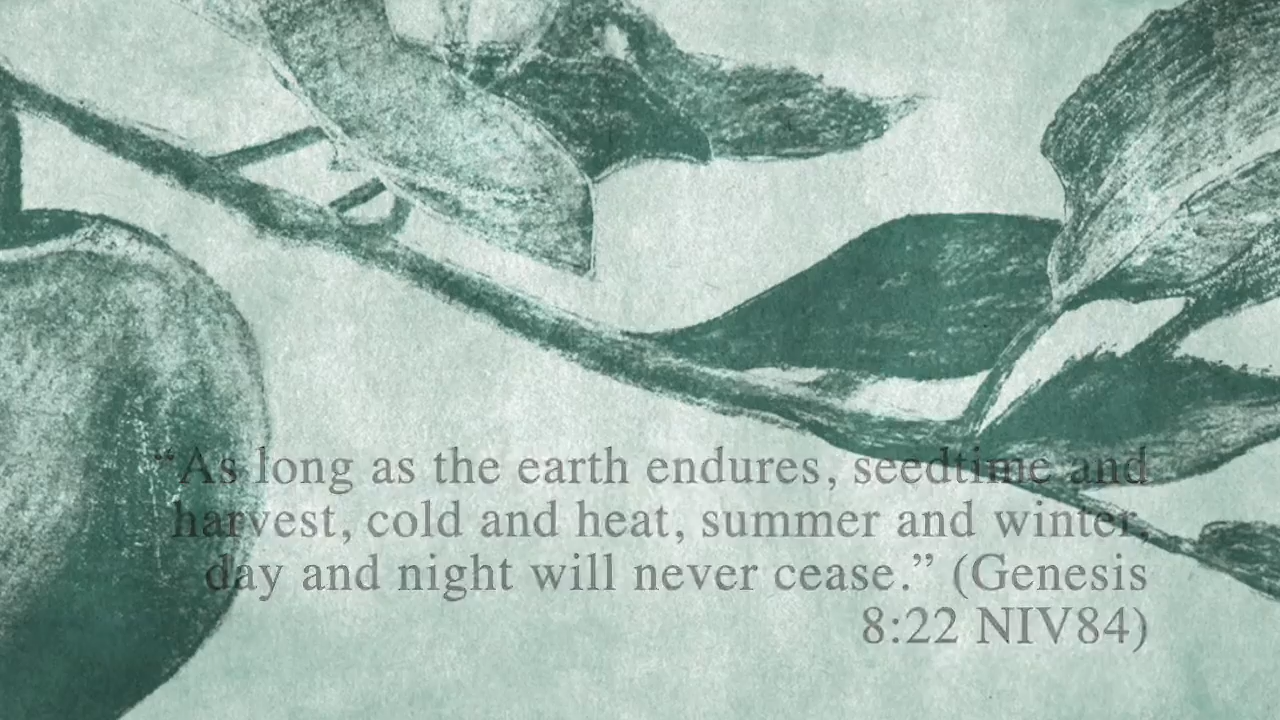 “As long as the earth endures, seedtime and
harvest, cold and heat, summer and winter,
day and night will never cease.” (Genesis
8:22 NIV84)